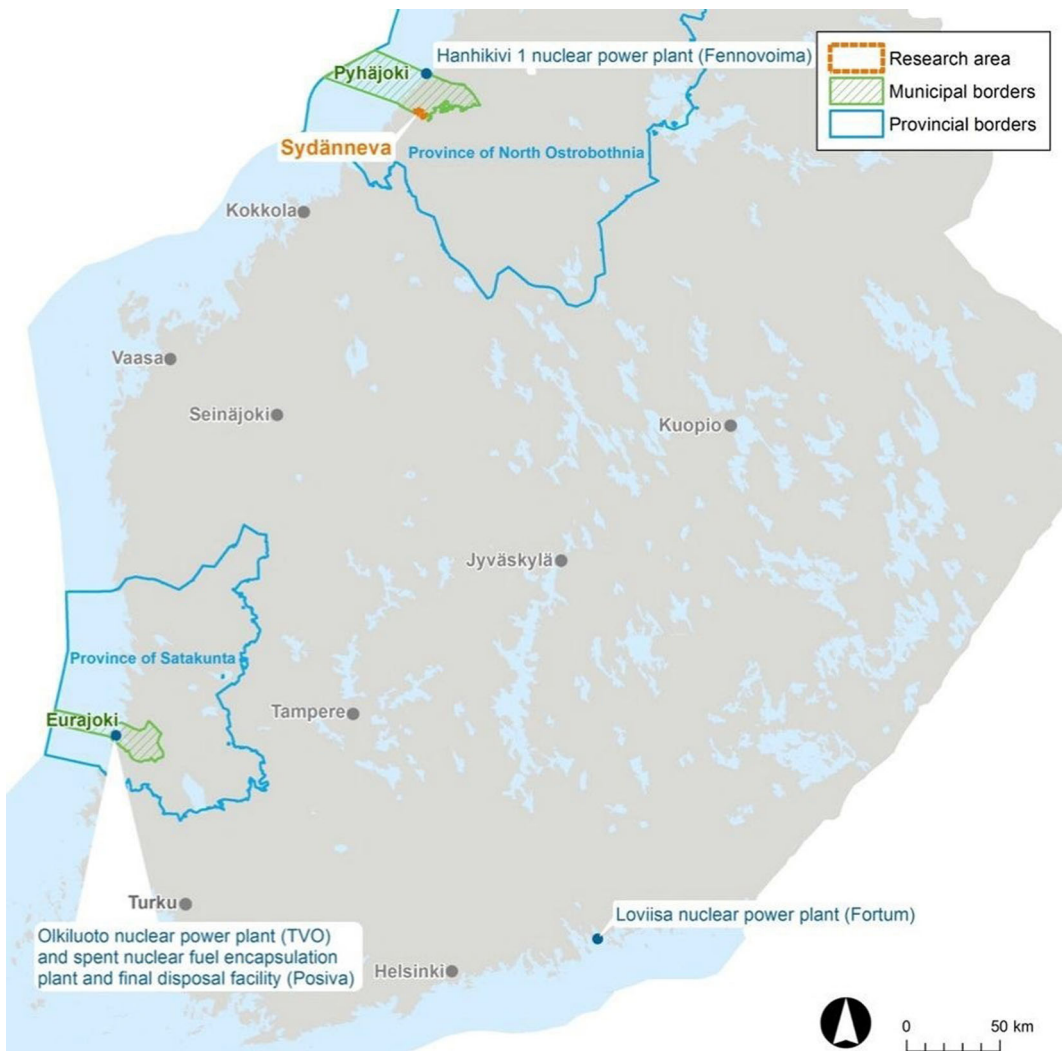 Hanhikivi 1 nuclear power plant (Fennovoima)
Research area
Municipal borders
Provincial borders
Pyhäjoki
Sydänneva
Province of North Ostrobothnia
Kokkola
Vaasa
Seinäjoki
Kuopio
Jyväskylä
Province of Satakunta
Eurajoki
Tampere
Turku
Loviisa nuclear power plant (Fortum)
Olkiluoto nuclear power plant (TVO)
and spent nuclear fuel encapsulation
plant and final disposal facility (Posiva)
Helsinki
0 50 km